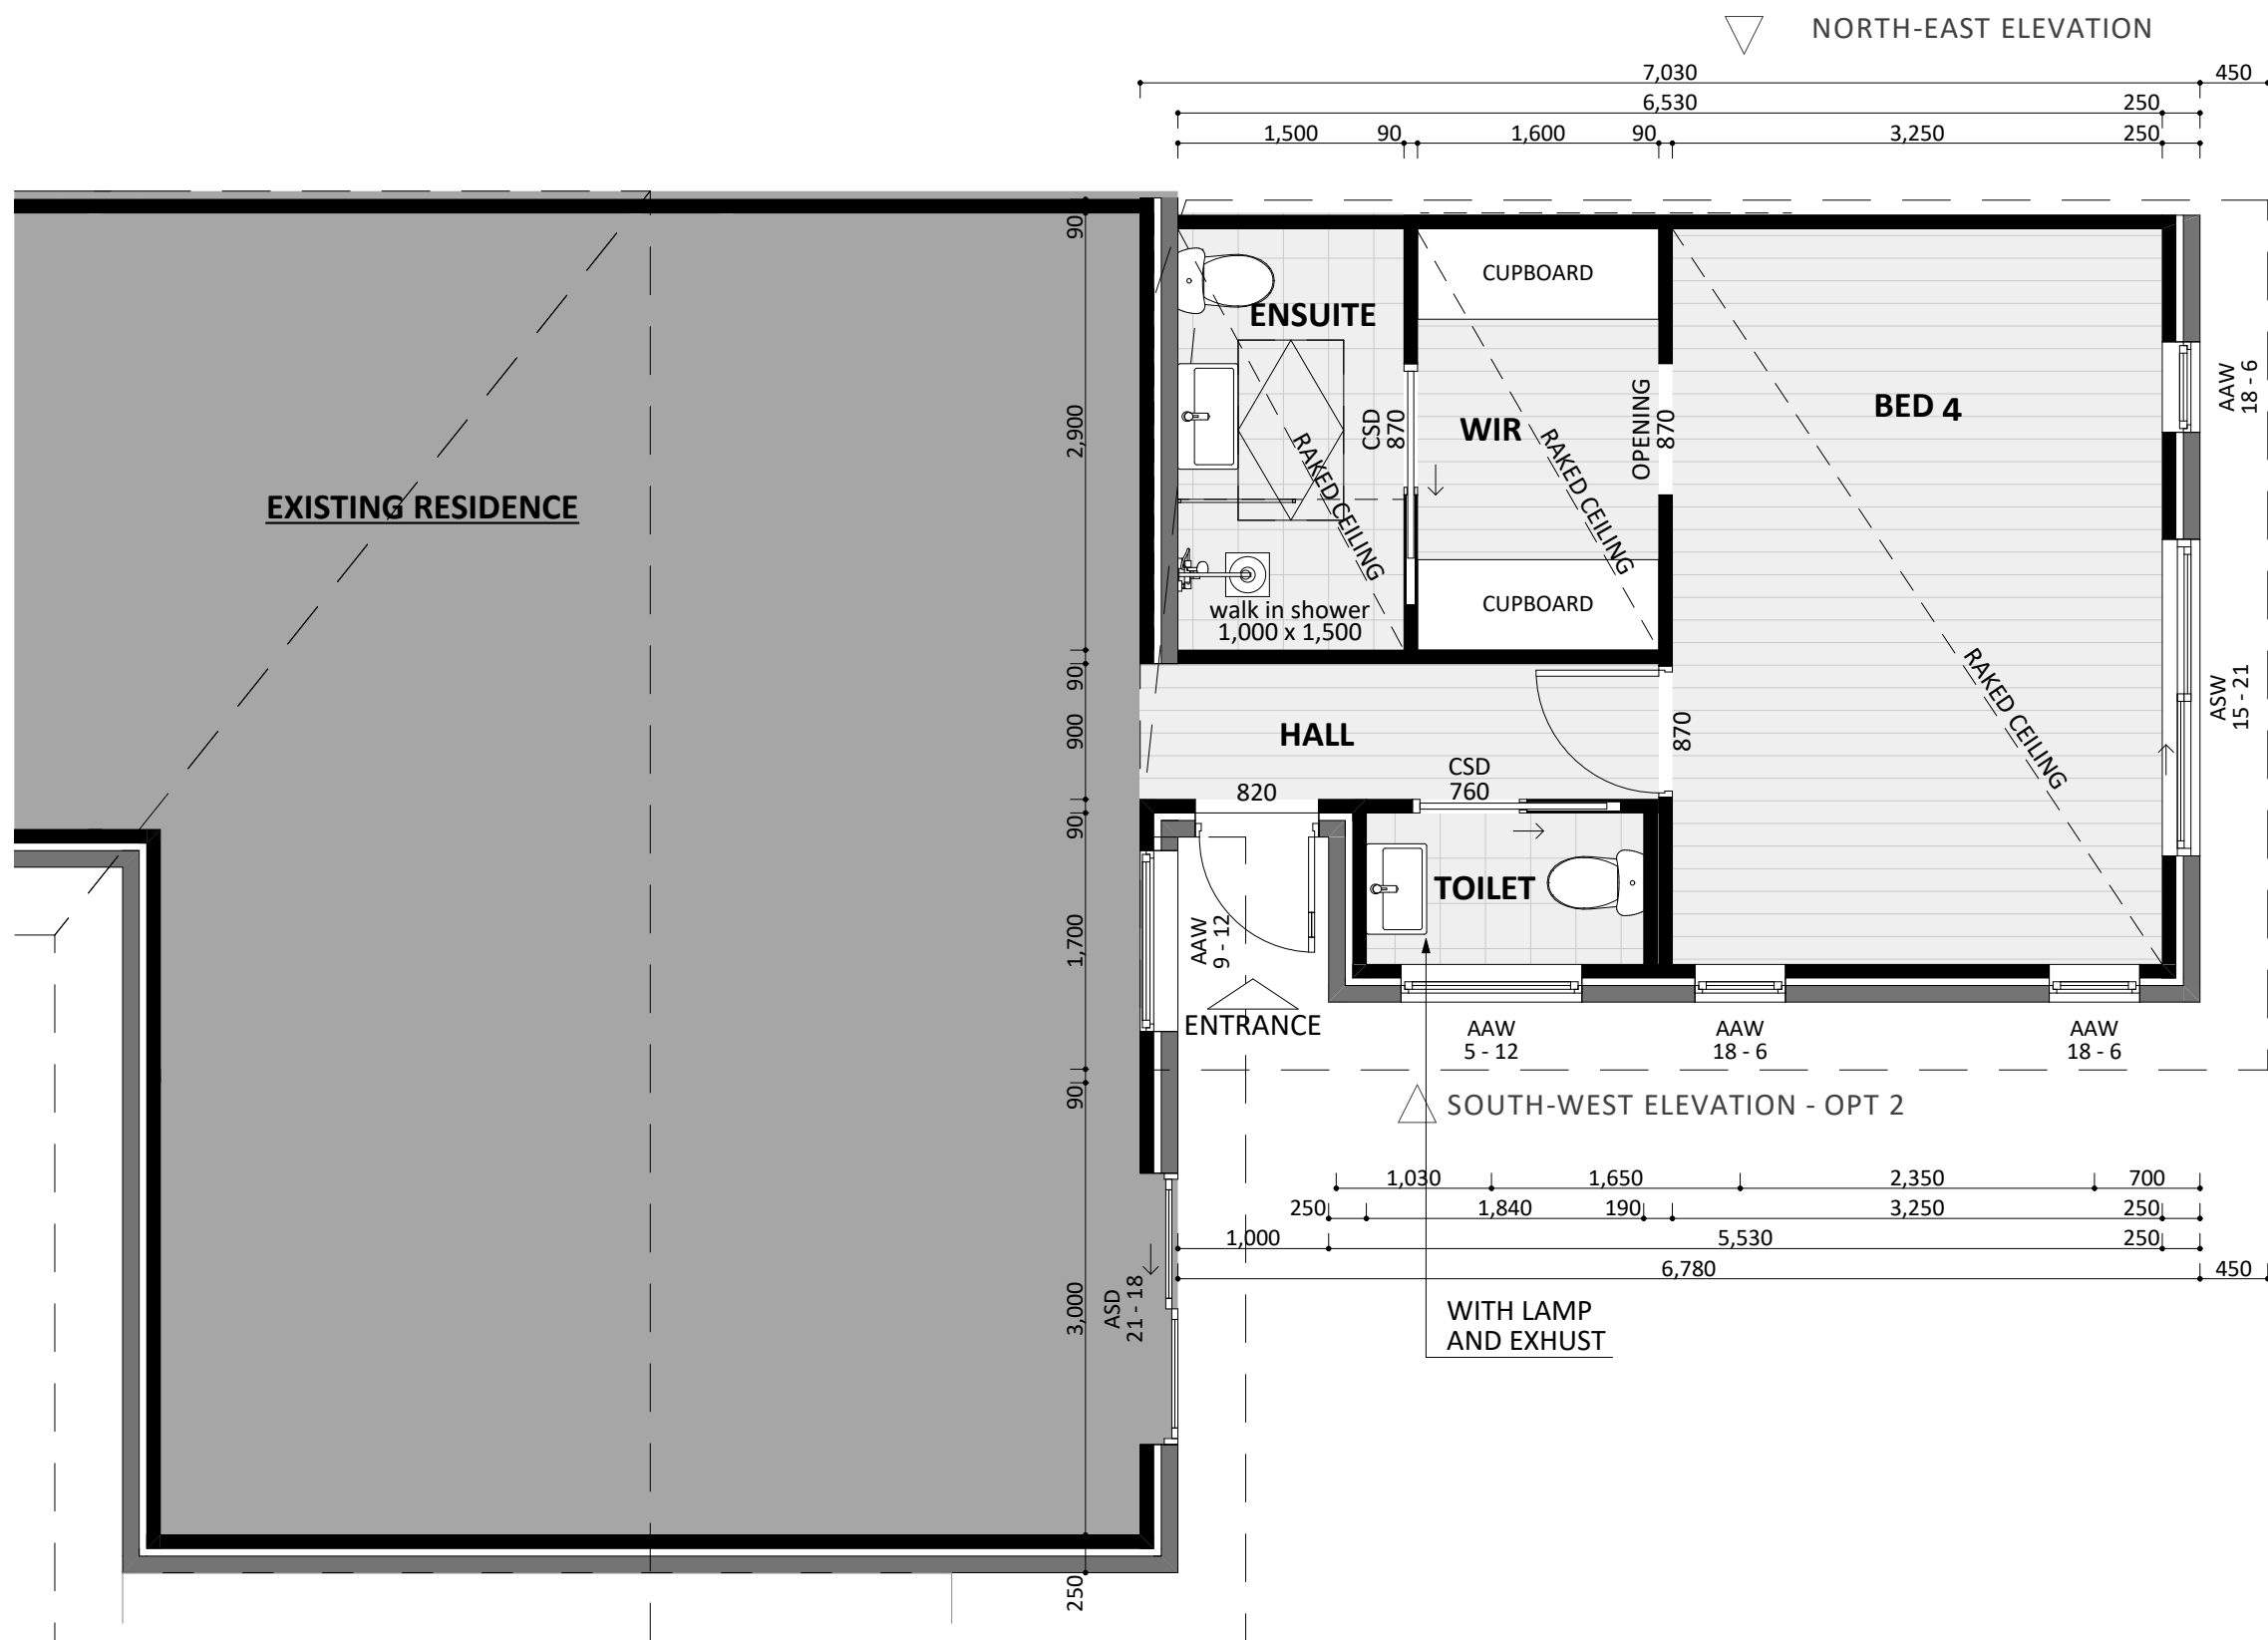 NORTH-EAST ELEVATION
7,030
450
6,530
250
1,500
90
1,600
90
3,250
250
90
CUPBOARD
ENSUITE
AAW
18 - 6
BED 4
OPENING
870
CSD
870
WIR
2,900
RAKED CEILING
RAKED CEILING
EXISTING RESIDENCE
CUPBOARD
walk in shower
1,000 x 1,500
RAKED CEILING
ASW
15 - 21
90
900
HALL
870
CSD
760
820
90
TOILET
AAW
9 - 12
1,700
ENTRANCE
AAW
5 - 12
AAW
18 - 6
AAW
18 - 6
90
SOUTH-WEST ELEVATION - OPT 2
1,030
1,650
2,350
700
250
1,840
190
3,250
250
1,000
5,530
250
6,780
450
3,000
ASD
21 - 18
WITH LAMP
AND EXHUST
250